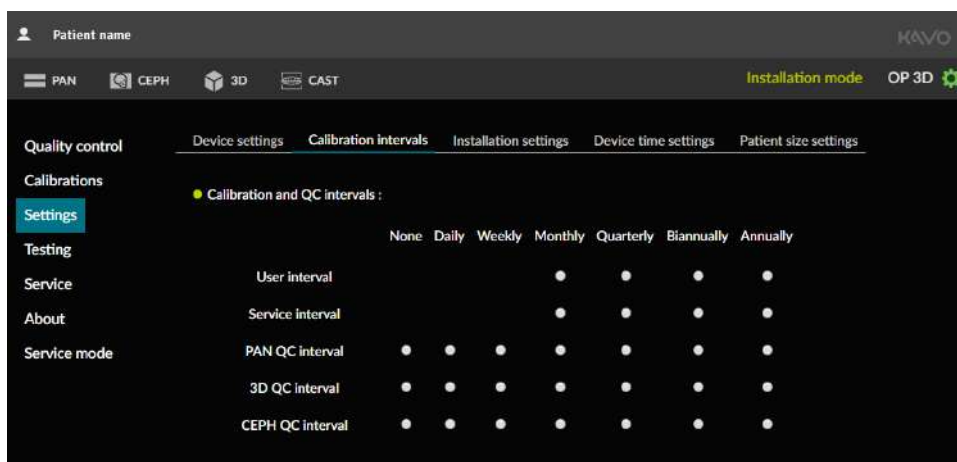 Patient name
KAVO
PAN CEPH 3D CAST Installation mode OP 3D
Quality control
Calibrations
Settings
Testing
Service
About
Service mode
Device settings Calibration intervals Installation settings Device time settings Patient size settings
Calibration and QC intervals :
None Daily Weekly Monthly Quarterly Biannually Annually
User interval
Service interval
PAN QC interval
3D QC interval
CEPH QC interval